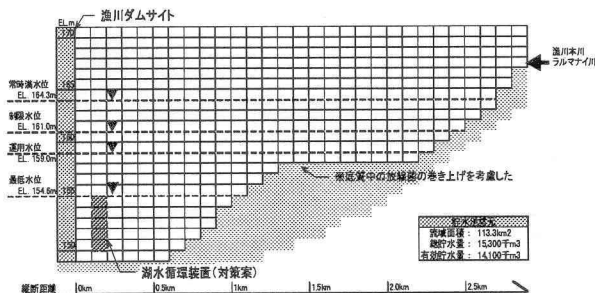 漁川ダムサイト
EL.m
170
漁川本川
ラルマナイ川
常時満水位
EL. 164.3m
165
制限水位
EL. 161.0m
160
運用水位
EL. 159.0m
最低水位
EL. 154.6m
155
※底質中の放線菌の巻き上げを考慮した
150
湖水循環装置(対策案)
貯水池諸元
流域面積: 113.3km2
総貯水量: 15,300千m3
有効貯水量: 14,100千m3
縦断距離 0km 0.5km 1km 1.5km 2.0km 2.5km